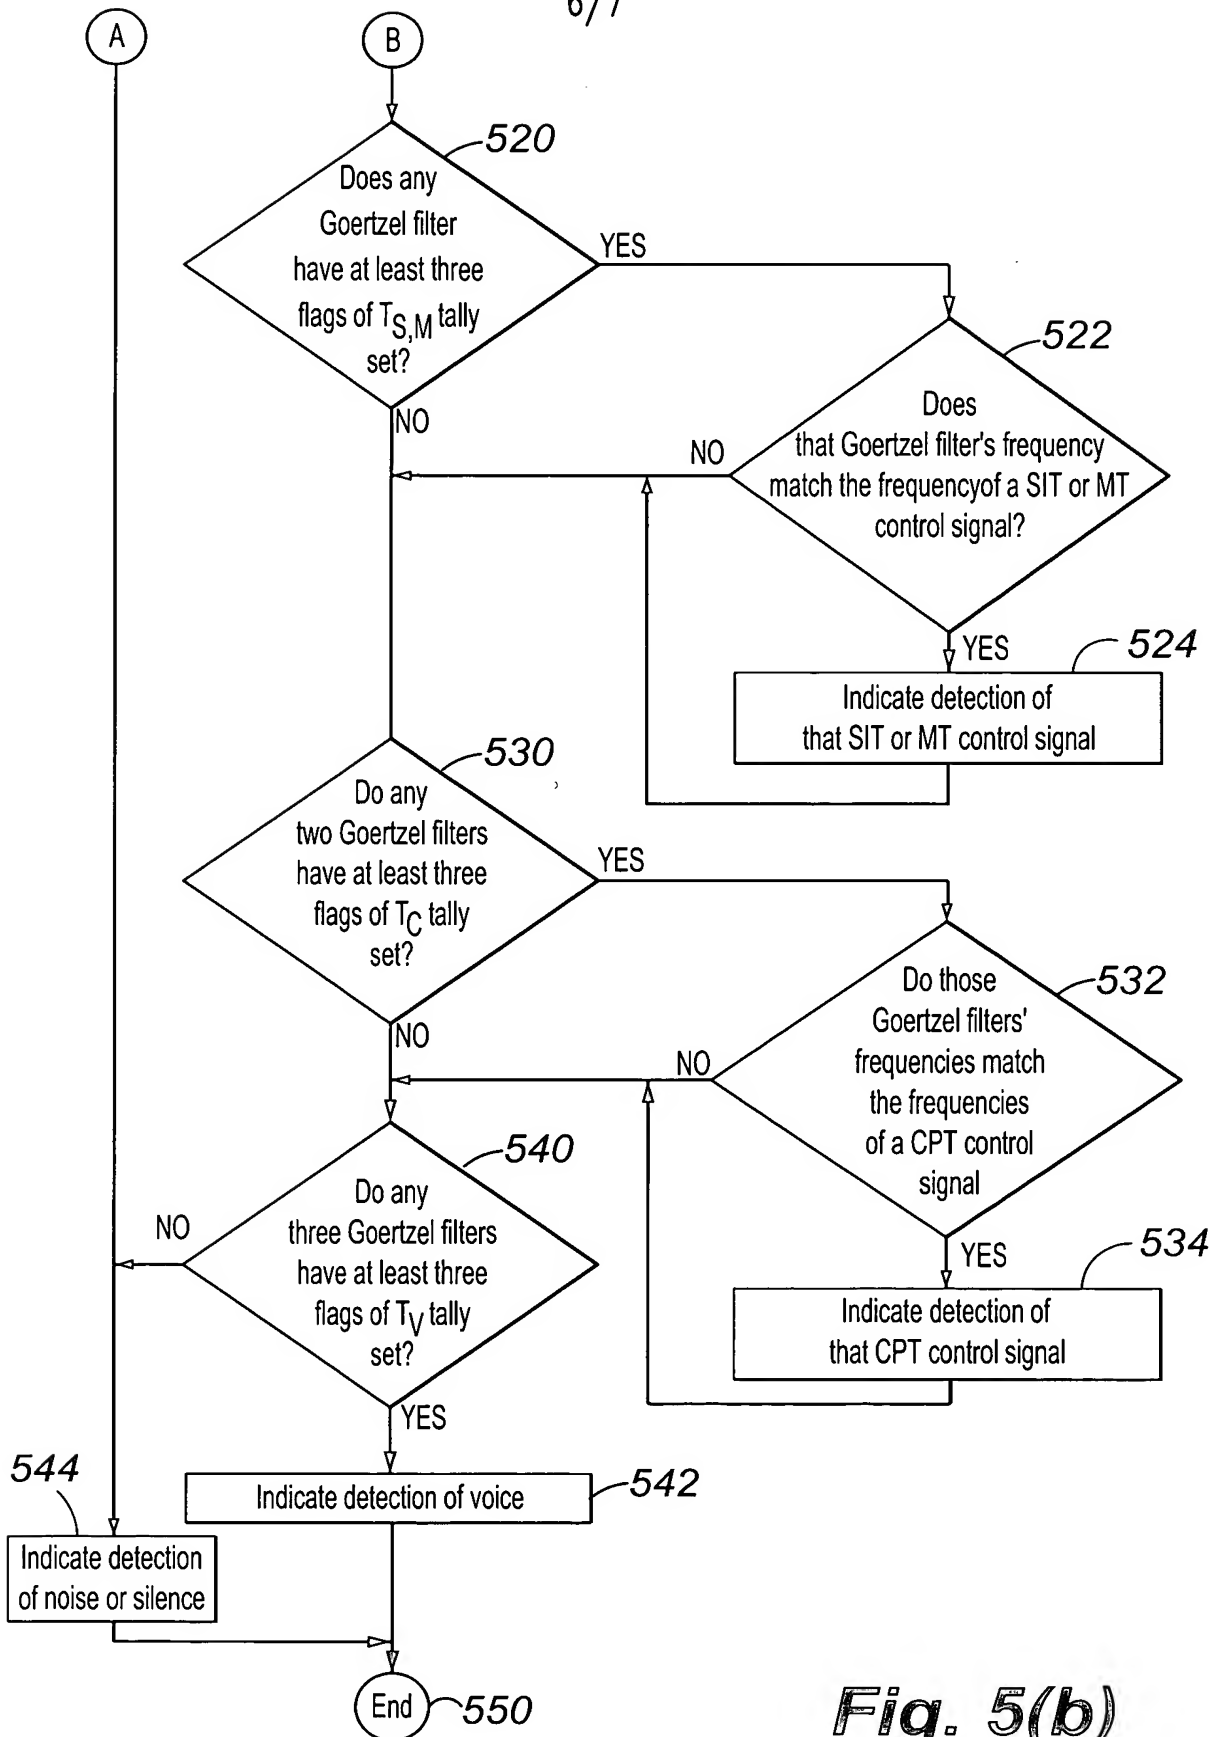 6/7
A
B
520
Does any
Goertzel filter
have at least three
flags of T_S,M tally
set?
YES
NO
522
Does
that Goertzel filter's frequency
match the frequencyof a SIT or MT
control signal?
NO
YES
524
Indicate detection of
that SIT or MT control signal
530
Do any
two Goertzel filters
have at least three
flags of T_C tally
set?
YES
NO
532
Do those
Goertzel filters'
frequencies match
the frequencies
of a CPT control
signal
NO
YES
534
Indicate detection of
that CPT control signal
540
Do any
three Goertzel filters
have at least three
flags of T_V tally
set?
NO
YES
542
Indicate detection of voice
544
Indicate detection
of noise or silence
End
550
Fig. 5(b)